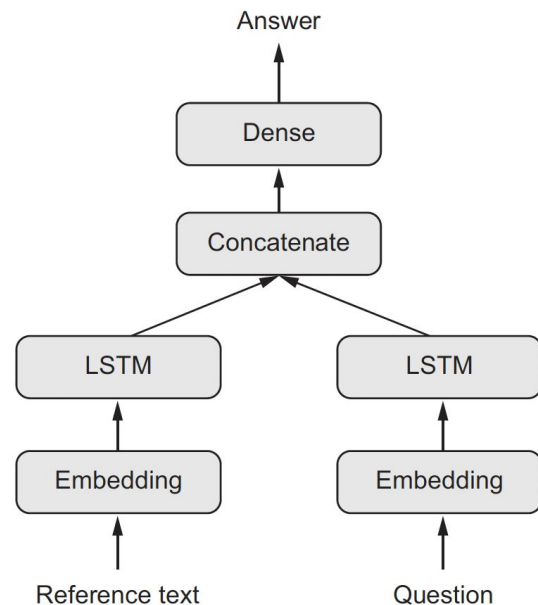 Answer
Dense
Concatenate
LSTM LSTM
Embedding Embedding
Reference text Question